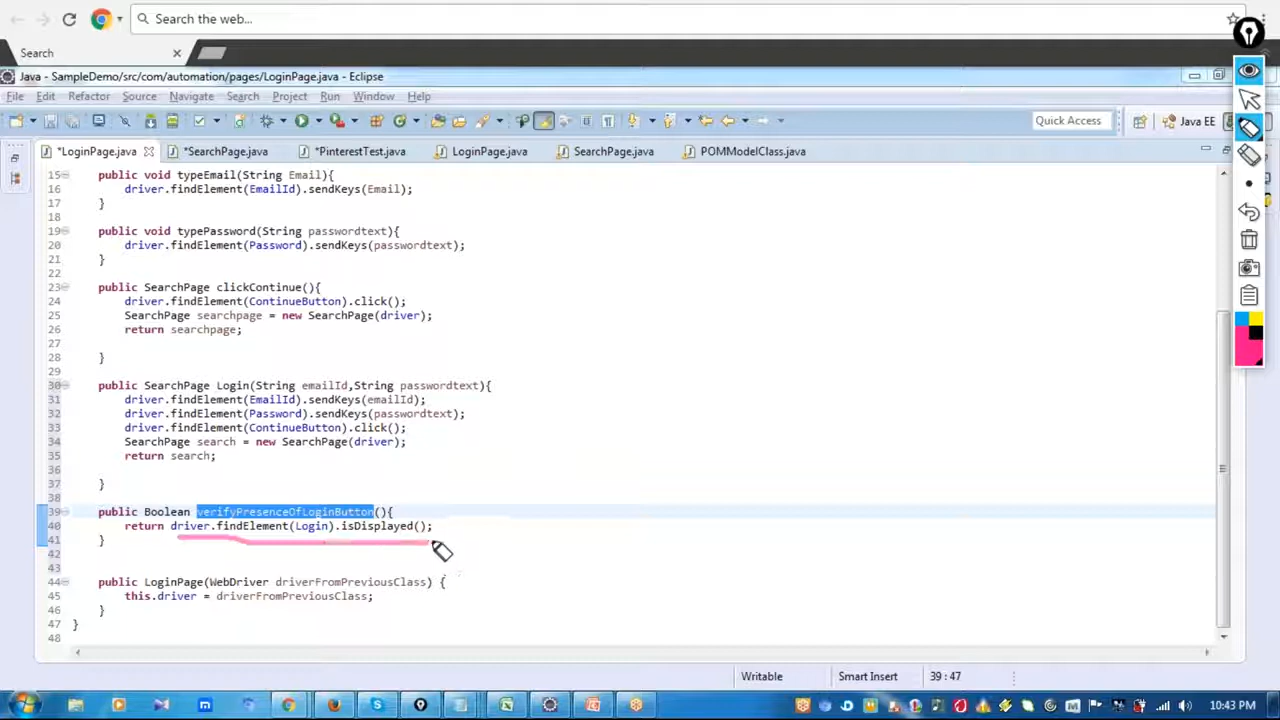 Search the web...
Search
Java - SampleDemo/src/com/automation/pages/LoginPage.java - Eclipse
File Edit Refactor Source Navigate Search Project Run Window Help
Quick Access Java EE
*LoginPage.java *SearchPage.java *PinterestTest.java LoginPage.java SearchPage.java POMModelClass.java
15 public void typeEmail(String Email){
16 driver.findElement(EmailId).sendKeys(Email);
17 }
18
19 public void typePassword(String passwordtext){
20 driver.findElement(Password).sendKeys(passwordtext);
21 }
22
23 public SearchPage clickContinue(){
24 driver.findElement(ContinueButton).click();
25 SearchPage searchpage = new SearchPage(driver);
26 return searchpage;
27
28 }
29
30 public SearchPage Login(String emailId,String passwordtext){
31 driver.findElement(EmailId).sendKeys(emailId);
32 driver.findElement(Password).sendKeys(passwordtext);
33 driver.findElement(ContinueButton).click();
34 SearchPage search = new SearchPage(driver);
35 return search;
36
37 }
38
39 public Boolean verifyPresenceOfLoginButton(){
40 return driver.findElement(Login).isDisplayed();
41 }
42
43
44 public LoginPage(WebDriver driverFromPreviousClass) {
45 this.driver = driverFromPreviousClass;
46 }
47 }
48
Writable Smart Insert 39 : 47
10:43 PM